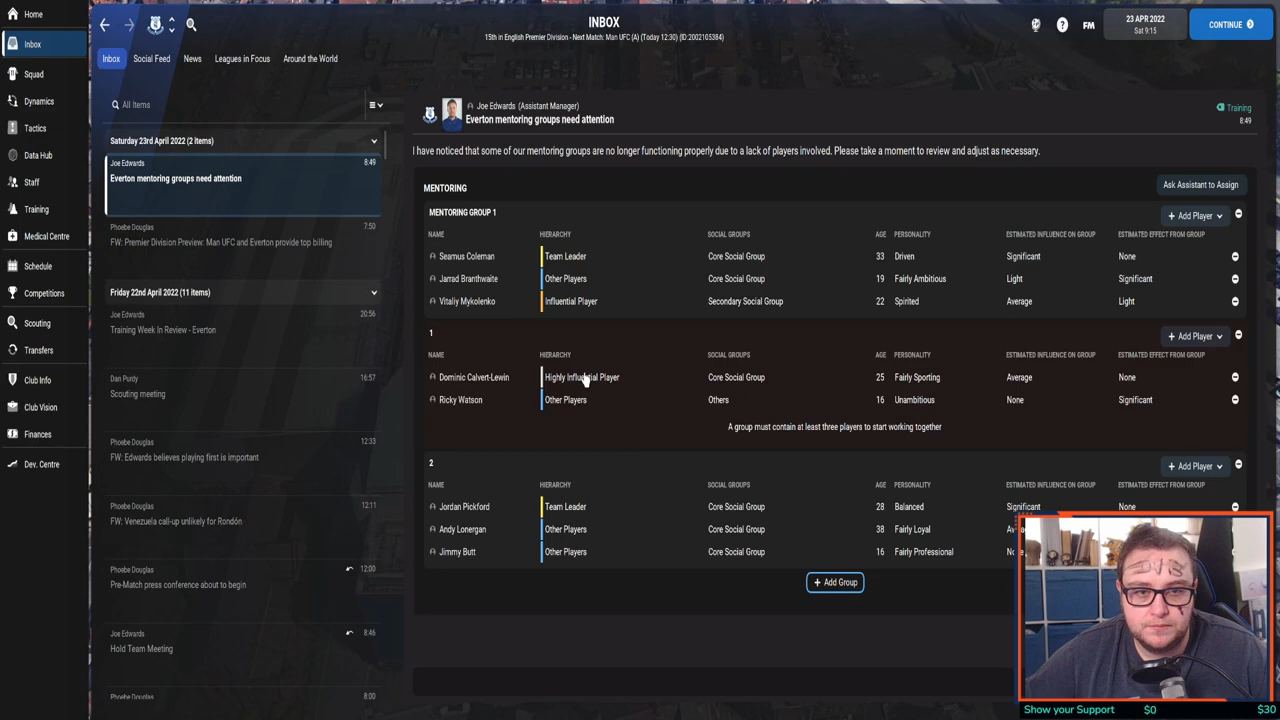 Home
Inbox
Squad
Dynamics
Tactics
Data Hub
Staff
Training
Medical Centre
Schedule
Competitions
Scouting
Transfers
Club Info
Club Vision
Finances
Dev. Centre
INBOX
15th in English Premier Division - Next Match: Man UFC (A) (Today 12:30) (ID:2002105384)
FM
23 APR 2022
Sat 9:15
CONTINUE
Inbox Social Feed News Leagues in Focus Around the World
All Items
Saturday 23rd April 2022 (2 items)
Joe Edwards 8:49
Everton mentoring groups need attention
Phoebe Douglas 7:50
FW: Premier Division Preview: Man UFC and Everton provide top billing
Friday 22nd April 2022 (11 items)
Joe Edwards 20:56
Training Week In Review - Everton
Dan Purdy 16:57
Scouting meeting
Phoebe Douglas 12:33
FW: Edwards believes playing first is important
Phoebe Douglas 12:11
FW: Venezuela call-up unlikely for Rondón
Phoebe Douglas 12:00
Pre-Match press conference about to begin
Joe Edwards 8:46
Hold Team Meeting
Phoebe Douglas 8:00
Joe Edwards (Assistant Manager)
Everton mentoring groups need attention
Training
8:49
I have noticed that some of our mentoring groups are no longer functioning properly due to a lack of players involved. Please take a moment to review and adjust as necessary.
MENTORING
Ask Assistant to Assign
MENTORING GROUP 1
+ Add Player
NAME HIERARCHY SOCIAL GROUPS AGE PERSONALITY ESTIMATED INFLUENCE ON GROUP ESTIMATED EFFECT FROM GROUP
Seamus Coleman Team Leader Core Social Group 33 Driven Significant None
Jarrad Branthwaite Other Players Core Social Group 19 Fairly Ambitious Light Significant
Vitaliy Mykolenko Influential Player Secondary Social Group 22 Spirited Average Light
1
+ Add Player
NAME HIERARCHY SOCIAL GROUPS AGE PERSONALITY ESTIMATED INFLUENCE ON GROUP ESTIMATED EFFECT FROM GROUP
Dominic Calvert-Lewin Highly Influential Player Core Social Group 25 Fairly Sporting Average None
Ricky Watson Other Players Others 16 Unambitious None Significant
A group must contain at least three players to start working together
2
+ Add Player
NAME HIERARCHY SOCIAL GROUPS AGE PERSONALITY ESTIMATED INFLUENCE ON GROUP ESTIMATED EFFECT FROM GROUP
Jordan Pickford Team Leader Core Social Group 28 Balanced Significant None
Andy Lonergan Other Players Core Social Group 38 Fairly Loyal
Jimmy Butt Other Players Core Social Group 16 Fairly Professional
+ Add Group
Show your Support $0 $30